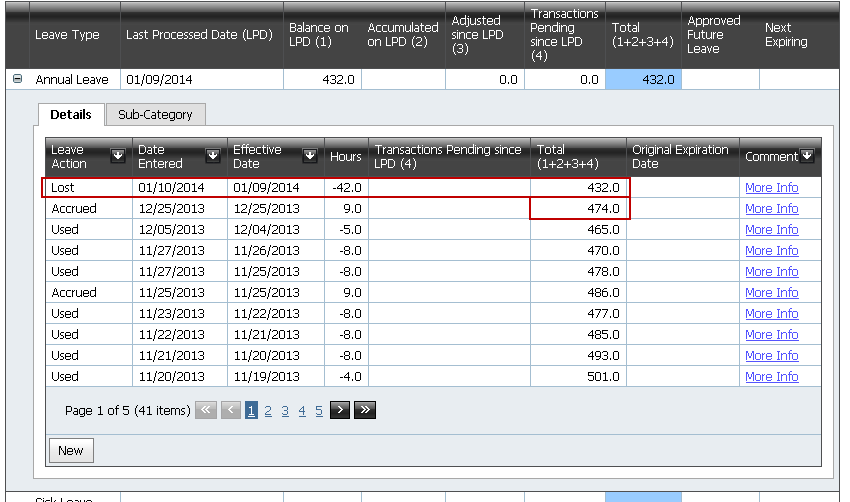 Leave Type Last Processed Date (LPD) Balance on LPD (1) Accumulated on LPD (2) Adjusted since LPD (3) Transactions Pending since LPD (4) Total (1+2+3+4) Approved Future Leave Next Expiring
Annual Leave 01/09/2014 432.0 0.0 0.0 432.0
Details Sub-Category
Leave Action Date Entered Effective Date Hours Transactions Pending since LPD (4) Total (1+2+3+4) Original Expiration Date Comment
Lost 01/10/2014 01/09/2014 -42.0 432.0 More Info
Accrued 12/25/2013 12/25/2013 9.0 474.0 More Info
Used 12/05/2013 12/04/2013 -5.0 465.0 More Info
Used 11/27/2013 11/26/2013 -8.0 470.0 More Info
Used 11/27/2013 11/25/2013 -8.0 478.0 More Info
Accrued 11/25/2013 11/25/2013 9.0 486.0 More Info
Used 11/23/2013 11/22/2013 -8.0 477.0 More Info
Used 11/22/2013 11/21/2013 -8.0 485.0 More Info
Used 11/21/2013 11/20/2013 -8.0 493.0 More Info
Used 11/20/2013 11/19/2013 -4.0 501.0 More Info
Page 1 of 5 (41 items) « < 1 2 3 4 5 > »
New
Sick Leave